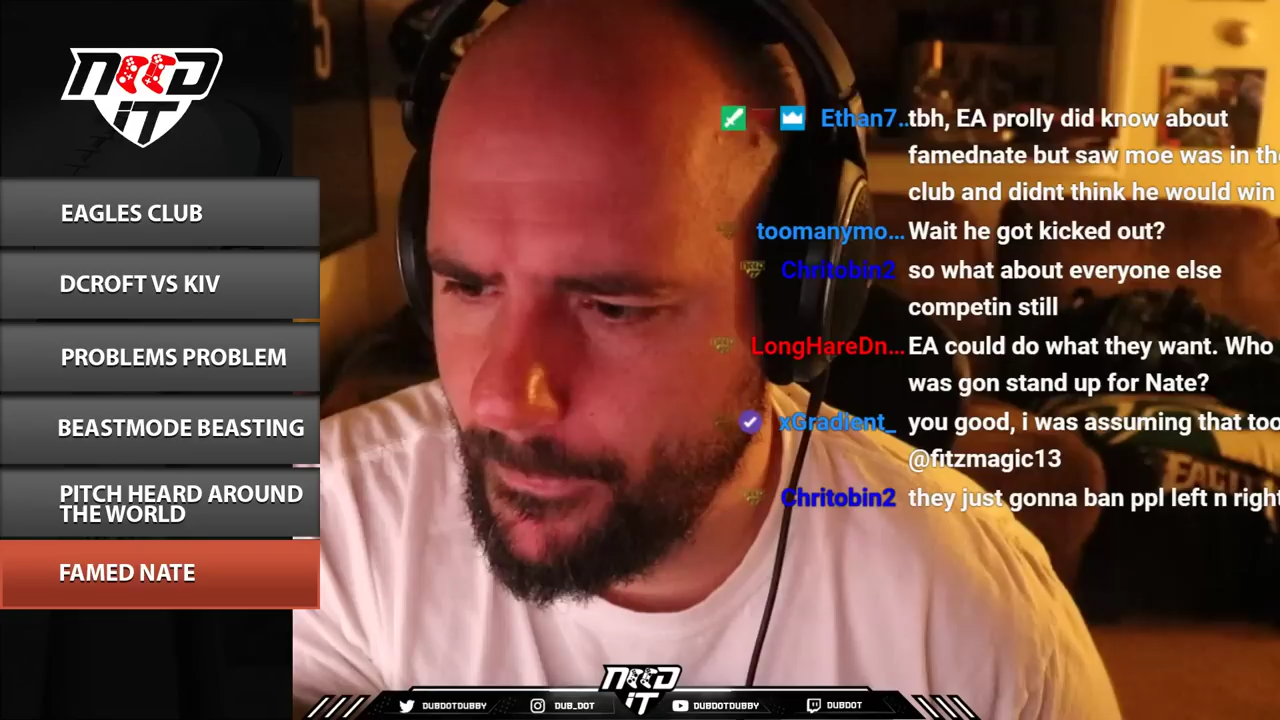 NEED
iT
EAGLES CLUB
DCROFT VS KIV
PROBLEMS PROBLEM
BEASTMODE BEASTING
PITCH HEARD AROUND
THE WORLD
FAMED NATE
Ethan7.. tbh, EA prolly did know about
famednate but saw moe was in the
club and didnt think he would win
toomanymo... Wait he got kicked out?
Chritobin2 so what about everyone else
competin still
LongHareDn... EA could do what they want. Who
was gon stand up for Nate?
xGradient_ you good, i was assuming that too
@fitzmagic13
Chritobin2 they just gonna ban ppl left n right
EAGLES
NEED
iT
DUBDOTDUBBY
DUB_DOT
DUBDOTDUBBY
DUBDOT